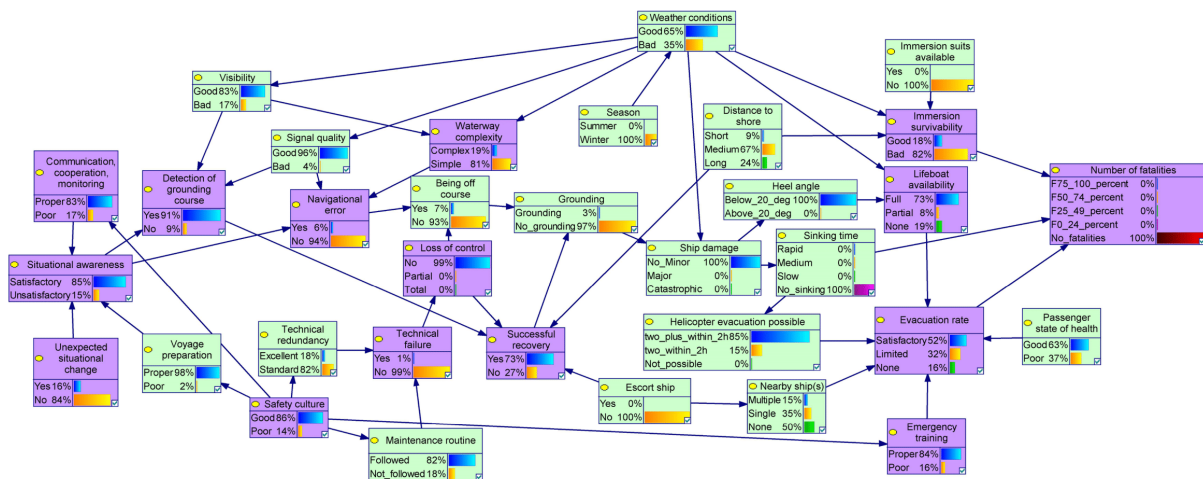 Weather conditions
Good 65%
Bad 35%
Immersion suits
available
Yes 0%
No 100%
Visibility
Good 83%
Bad 17%
Season
Summer 0%
Winter 100%
Distance to
shore
Short 9%
Medium 67%
Long 24%
Immersion
survivability
Good 18%
Bad 82%
Signal quality
Good 96%
Bad 4%
Waterway
complexity
Complex 19%
Simple 81%
Communication,
cooperation,
monitoring
Proper 83%
Poor 17%
Detection of
grounding
course
Yes 91%
No 9%
Navigational
error
Yes 6%
No 94%
Being off
course
Yes 7%
No 93%
Grounding
Grounding 3%
No_grounding 97%
Heel angle
Below_20_deg 100%
Above_20_deg 0%
Lifeboat
availability
Full 73%
Partial 8%
None 19%
Number of fatalities
F75_100_percent 0%
F50_74_percent 0%
F25_49_percent 0%
F0_24_percent 0%
No_fatalities 100%
Situational awareness
Satisfactory 85%
Unsatisfactory 15%
Loss of control
No 99%
Partial 0%
Total 0%
Ship damage
No_Minor 100%
Major 0%
Catastrophic 0%
Sinking time
Rapid 0%
Medium 0%
Slow 0%
No_sinking 100%
Unexpected
situational
change
Yes 16%
No 84%
Voyage
preparation
Proper 98%
Poor 2%
Technical
redundancy
Excellent 18%
Standard 82%
Technical
failure
Yes 1%
No 99%
Successful
recovery
Yes 73%
No 27%
Helicopter evacuation possible
two_plus_within_2h 85%
two_within_2h 15%
Not_possible 0%
Evacuation rate
Satisfactory 52%
Limited 32%
None 16%
Passenger
state of health
Good 63%
Poor 37%
Safety culture
Good 86%
Poor 14%
Maintenance routine
Followed 82%
Not_followed 18%
Escort ship
Yes 0%
No 100%
Nearby ship(s)
Multiple 15%
Single 35%
None 50%
Emergency
training
Proper 84%
Poor 16%